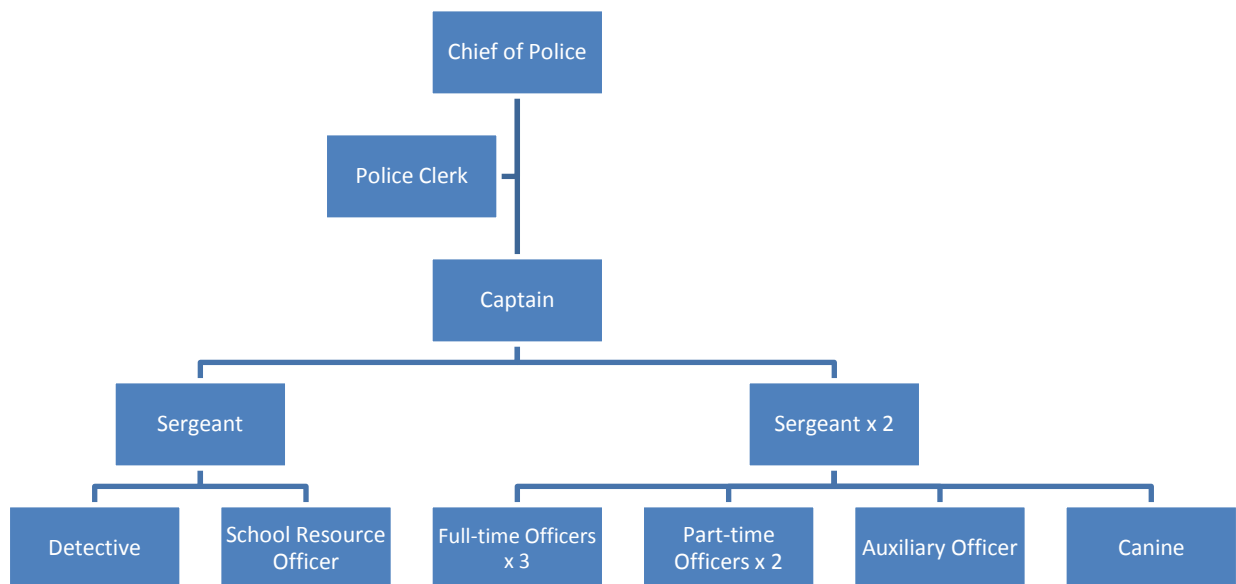 Chief of Police
Police Clerk
Captain
Sergeant
Sergeant x 2
Detective
School Resource
Officer
Full-time Officers
x 3
Part-time
Officers x 2
Auxiliary Officer
Canine